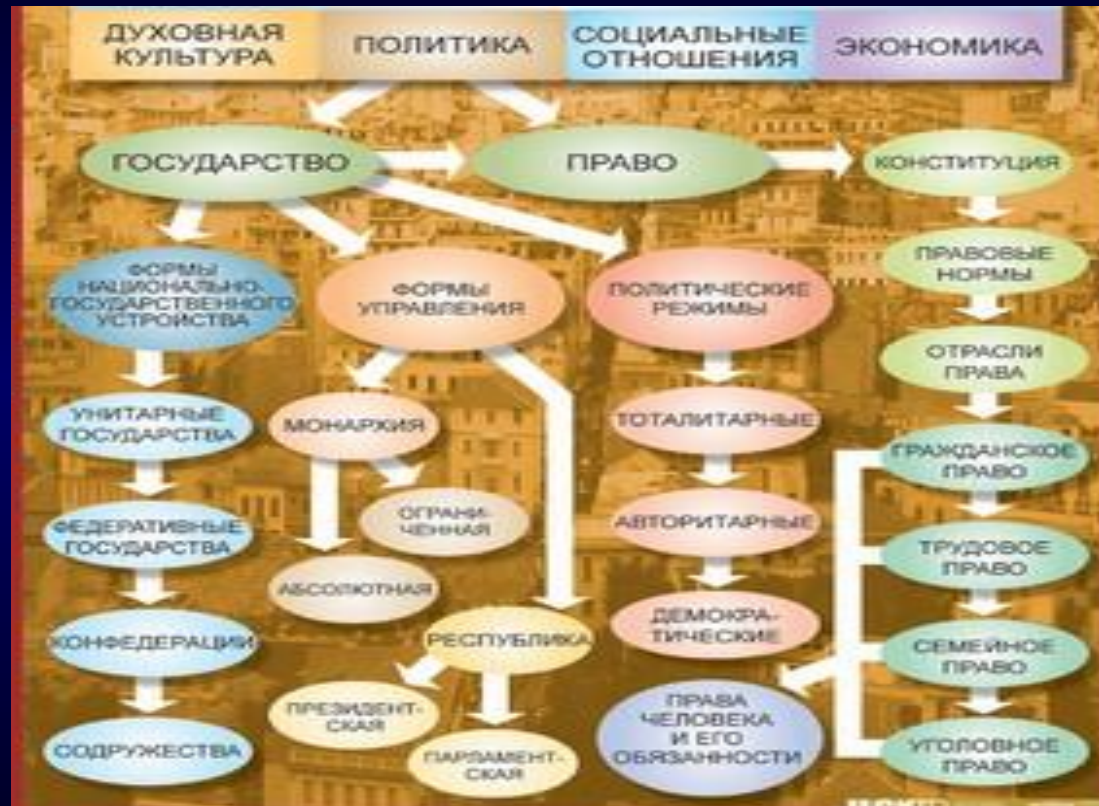 ДУХОВНАЯ
КУЛЬТУРА
ПОЛИТИКА
СОЦИАЛЬНЫЕ
ОТНОШЕНИЯ
ЭКОНОМИКА
ГОСУДАРСТВО
ПРАВО
КОНСТИТУЦИЯ
ФОРМЫ
НАЦИОНАЛЬНО-
ГОСУДАРСТВЕННОГО
УСТРОЙСТВА
ФОРМЫ
УПРАВЛЕНИЯ
ПОЛИТИЧЕСКИЕ
РЕЖИМЫ
ПРАВОВЫЕ
НОРМЫ
ОТРАСЛИ
ПРАВА
УНИТАРНЫЕ
ГОСУДАРСТВА
МОНАРХИЯ
ТОТАЛИТАРНЫЕ
ГРАЖДАНСКОЕ
ПРАВО
ФЕДЕРАТИВНЫЕ
ГОСУДАРСТВА
ОГРАНИ-
ЧЕННАЯ
АВТОРИТАРНЫЕ
ТРУДОВОЕ
ПРАВО
АБСОЛЮТНАЯ
КОНФЕДЕРАЦИИ
РЕСПУБЛИКА
ДЕМОКРА-
ТИЧЕСКИЕ
СЕМЕЙНОЕ
ПРАВО
ПРЕЗИДЕНТ-
СКАЯ
ПРАВА
ЧЕЛОВЕКА
И ЕГО
ОБЯЗАННОСТИ
СОДРУЖЕСТВА
ПАРЛАМЕНТ-
СКАЯ
УГОЛОВНОЕ
ПРАВО